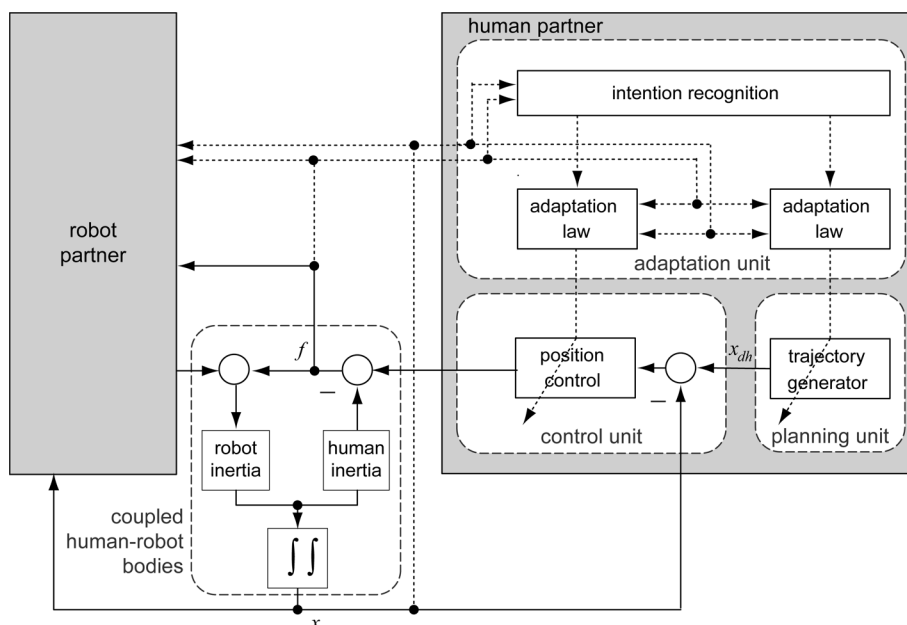 human partner
intention recognition
adaptation
law
adaptation
law
adaptation unit
robot
partner
f
−
position
control
−
x_dh
trajectory
generator
control unit
planning unit
robot
inertia
human
inertia
coupled
human-robot
bodies
∫∫
x